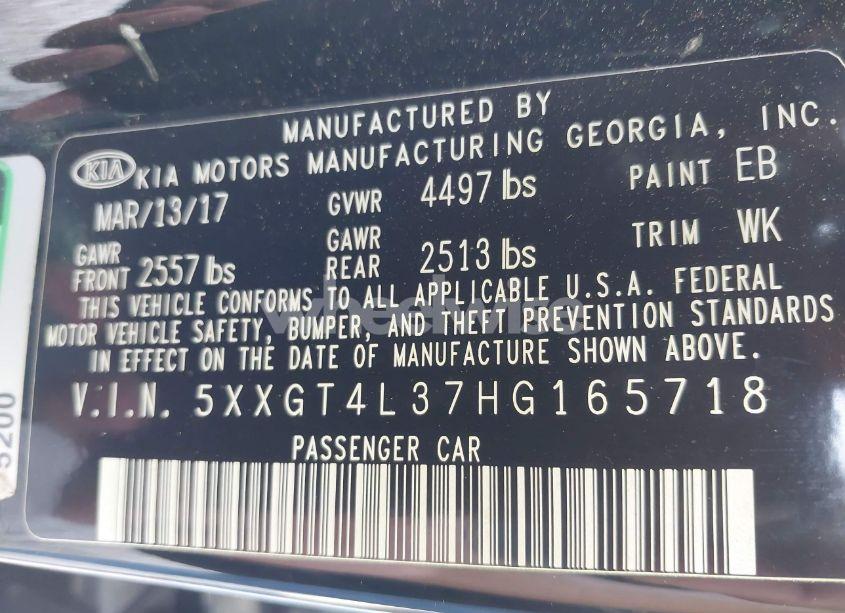 MANUFACTURED BY
KIA KIA MOTORS MANUFACTURING GEORGIA, INC.
MAR/13/17 GVWR 4497 lbs PAINT EB
GAWR FRONT 2557 lbs GAWR REAR 2513 lbs TRIM WK
THIS VEHICLE CONFORMS TO ALL APPLICABLE U.S.A. FEDERAL
MOTOR VEHICLE SAFETY, BUMPER, AND THEFT PREVENTION STANDARDS
IN EFFECT ON THE DATE OF MANUFACTURE SHOWN ABOVE.
V.I.N. 5XXGT4L37HG165718
PASSENGER CAR